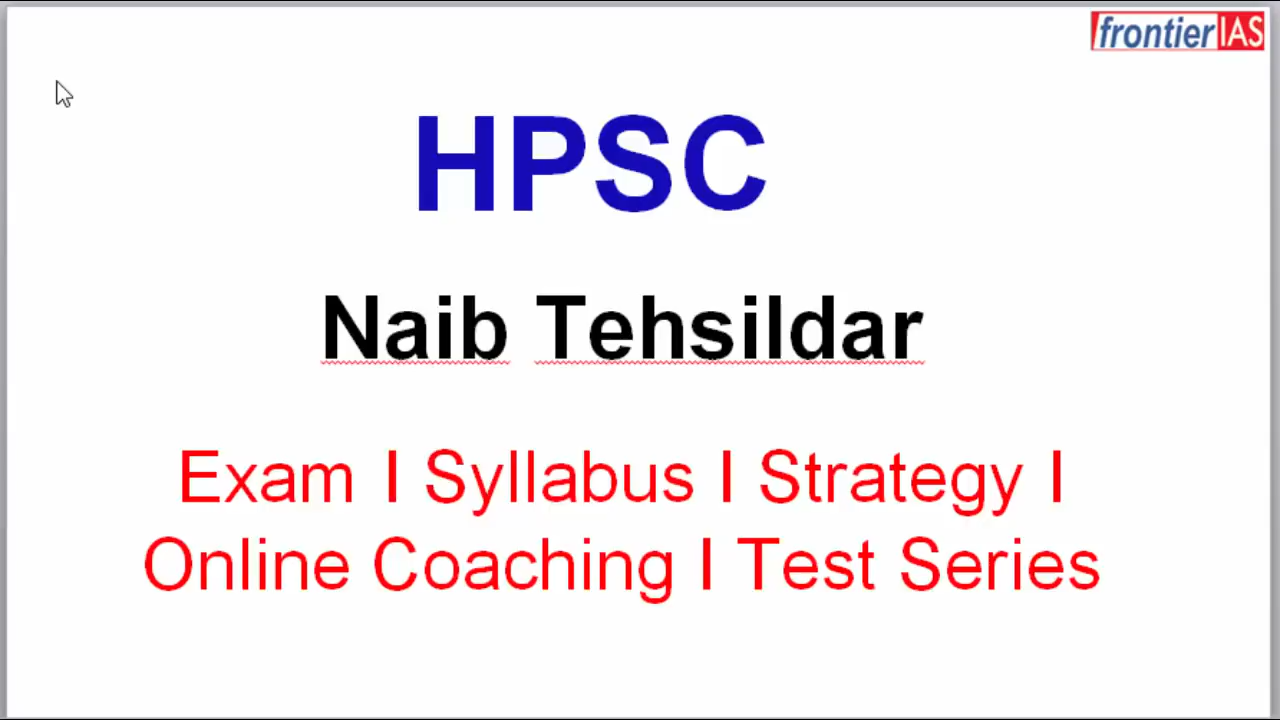 frontierIAS
HPSC
Naib Tehsildar
Exam I Syllabus I Strategy I
Online Coaching I Test Series